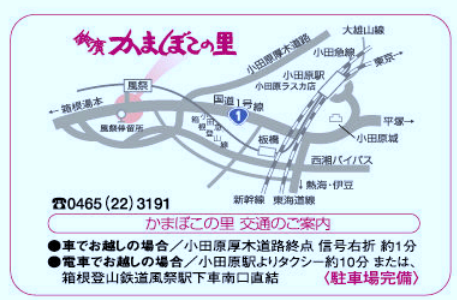 鈴廣 かまぼこの里
大雄山線
小田原厚木道路
小田急線
東京→
小田原駅
小田原ラスカ店
風祭
←箱根湯本
国道1号線
1
風祭停留所
箱根登山線
板橋
平塚→
小田原城
西湘バイパス
↓熱海・伊豆
新幹線 東海道線
☎0465(22)3191
かまぼこの里 交通のご案内
●車でお越しの場合/小田原厚木道路終点 信号右折 約1分
●電車でお越しの場合/小田原駅よりタクシー約10分 または、
箱根登山鉄道風祭駅下車南口直結 〈駐車場完備〉